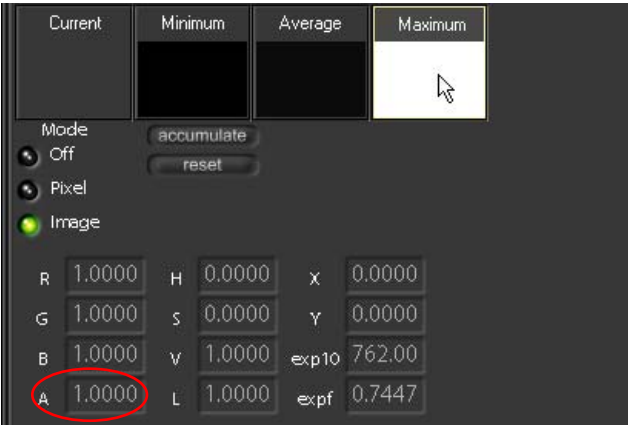 Current Minimum Average Maximum
Mode
accumulate
Off
reset
Pixel
Image
R 1.0000 H 0.0000 X 0.0000
G 1.0000 S 0.0000 Y 0.0000
B 1.0000 V 1.0000 exp10 762.00
A 1.0000 L 1.0000 expf 0.7447